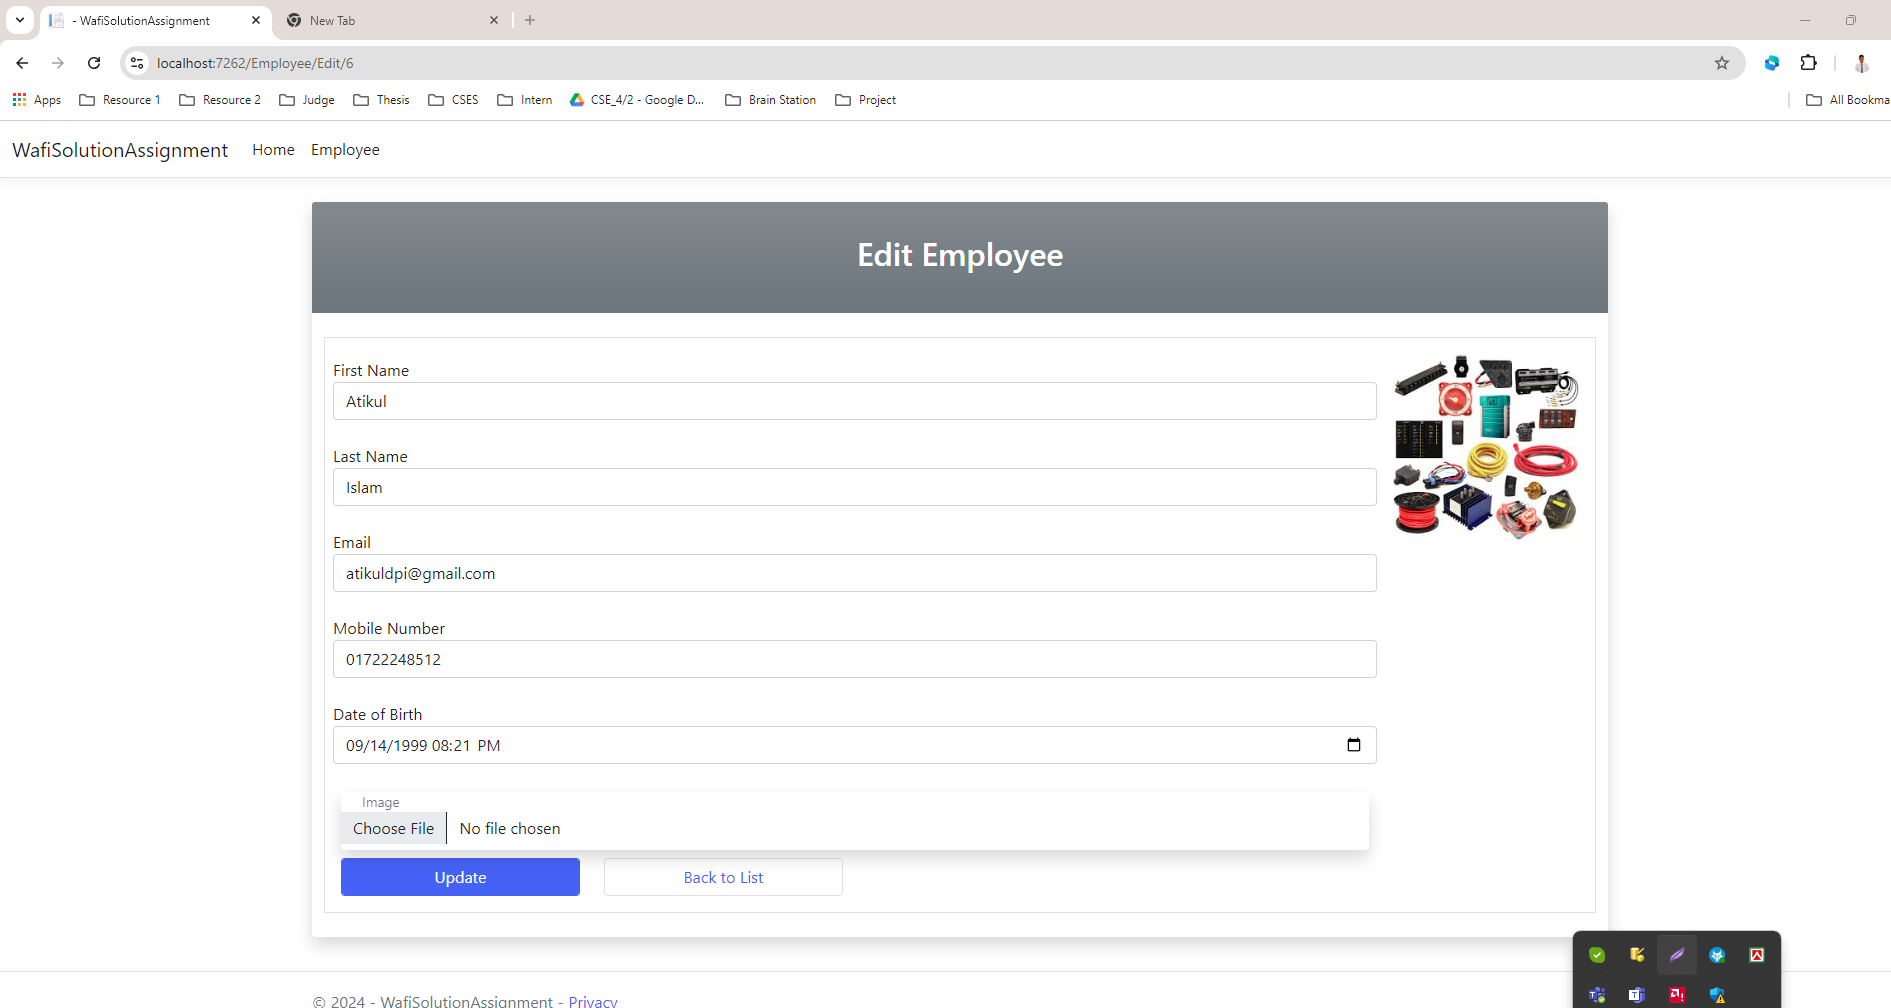 - WafiSolutionAssignment
New Tab
localhost:7262/Employee/Edit/6
Apps
Resource 1
Resource 2
Judge
Thesis
CSES
Intern
CSE_4/2 - Google D...
Brain Station
Project
All Bookma
WafiSolutionAssignment
Home
Employee
Edit Employee
First Name
Atikul
Last Name
Islam
Email
atikuldpi@gmail.com
Mobile Number
01722248512
Date of Birth
09/14/1999 08:21 PM
Image
Choose File
No file chosen
Update
Back to List
© 2024 - WafiSolutionAssignment - Privacy